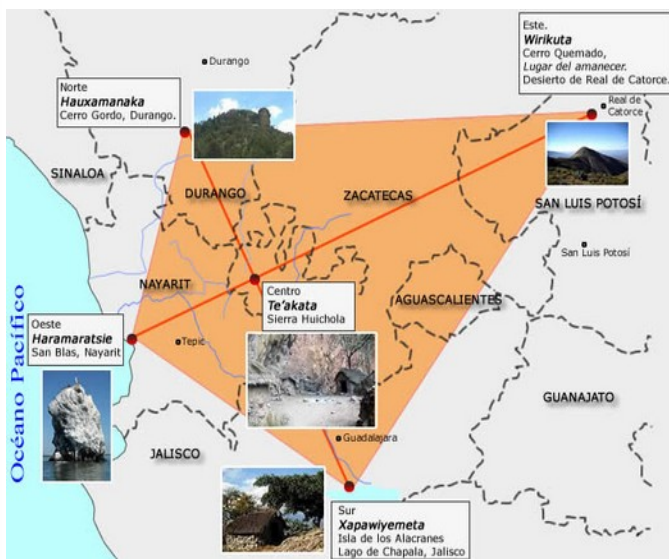 Este.
Wirikuta
Cerro Quemado,
Lugar del amanecer.
Desierto de Real de Catorce.
Durango
Norte
Hauxamanaka
Cerro Gordo, Durango.
Real de
Catorce
SINALOA
DURANGO
ZACATECAS
SAN LUIS POTOSÍ
San Luis Potosí
NAYARIT
Centro
Te'akata
Sierra Huichola
AGUASCALIENTES
Oeste
Haramaratsie
San Blas, Nayarit
Tepic
Océano Pacífico
GUANAJATO
Guadalajara
JALISCO
Sur
Xapawiyemeta
Isla de los Alacranes
Lago de Chapala, Jalisco